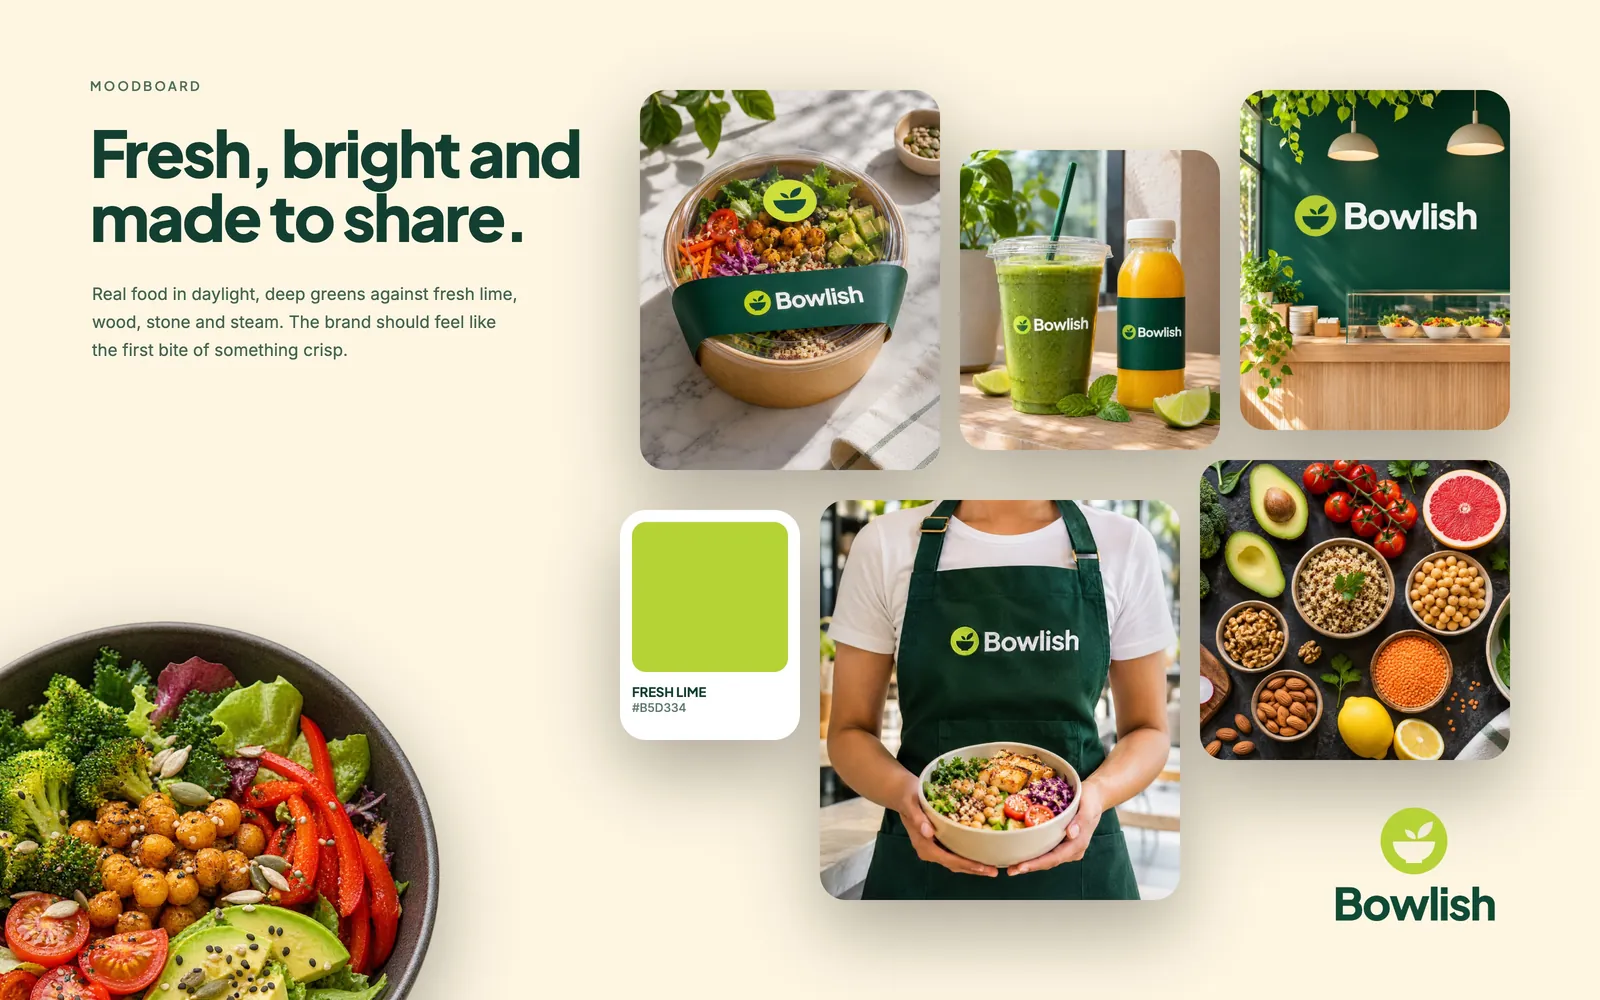 MOODBOARD
Fresh, bright and
made to share.
Real food in daylight, deep greens against fresh lime,
wood, stone and steam. The brand should feel like
the first bite of something crisp.
Bowlish
Bowlish
Bowlish
Bowlish
FRESH LIME
#B5D334
Bowlish
Bowlish